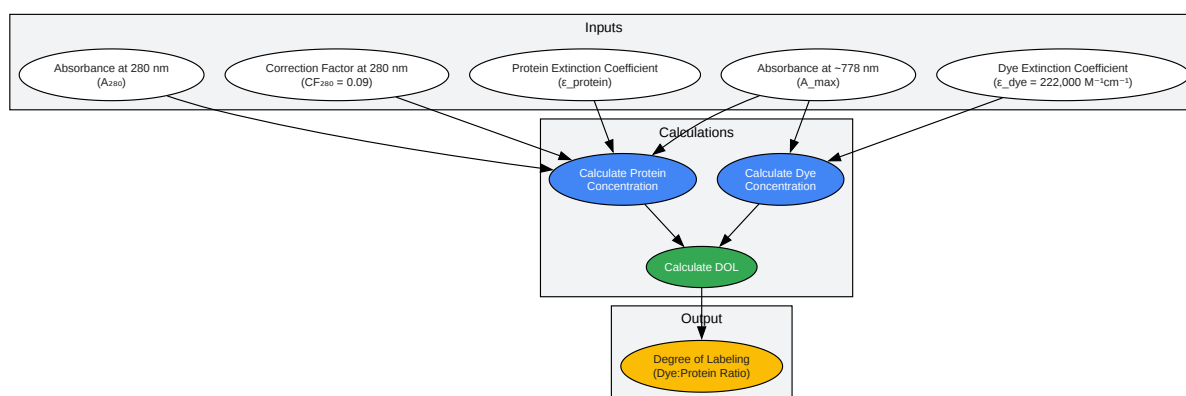 Inputs
Absorbance at 280 nm
(A₂₈₀)
Correction Factor at 280 nm
(CF₂₈₀ = 0.09)
Protein Extinction Coefficient
(ε_protein)
Absorbance at ~778 nm
(A_max)
Dye Extinction Coefficient
(ε_dye = 222,000 M⁻¹cm⁻¹)
Calculations
Calculate Protein
Concentration
Calculate Dye
Concentration
Calculate DOL
Output
Degree of Labeling
(Dye:Protein Ratio)